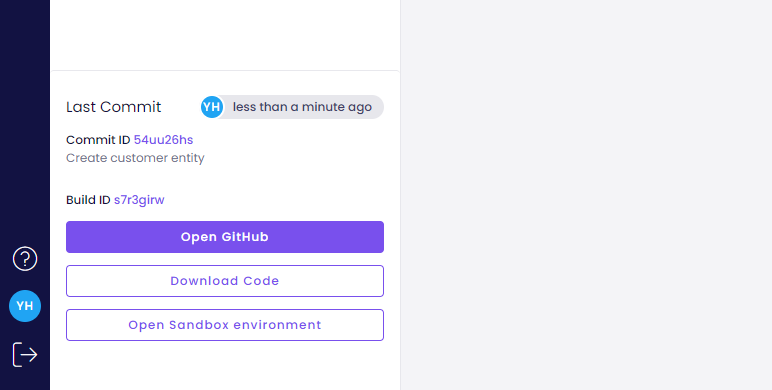 Last Commit
YH less than a minute ago
Commit ID 54uu26hs
Create customer entity
Build ID s7r3girw
Open GitHub
Download Code
Open Sandbox environment
?
YH